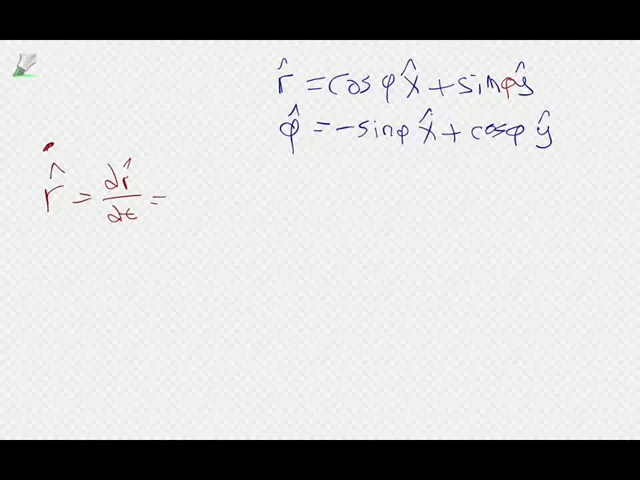 r̂ = cos φ x̂ + sin φ ŷ
φ̂ = -sin φ x̂ + cos φ ŷ
r̂̇ = dr̂/dt =